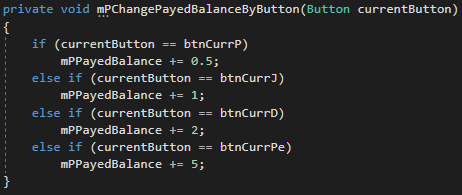 private void mPChangePayedBalanceByButton(Button currentButton)
{
    if (currentButton == btnCurrP)
        mPPayedBalance += 0.5;
    else if (currentButton == btnCurrJ)
        mPPayedBalance += 1;
    else if (currentButton == btnCurrD)
        mPPayedBalance += 2;
    else if (currentButton == btnCurrPe)
        mPPayedBalance += 5;
}